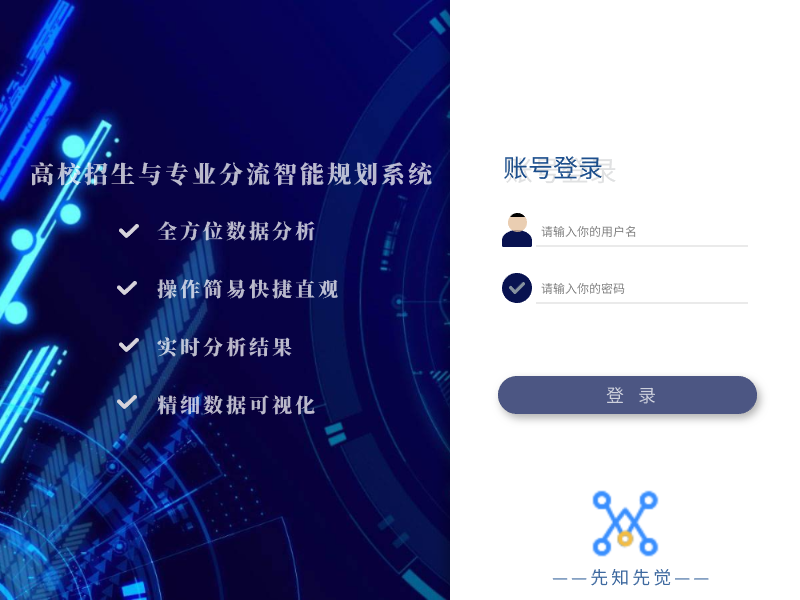 高校招生与专业分流智能规划系统
全方位数据分析
操作简易快捷直观
实时分析结果
精细数据可视化
账号登录
请输入你的用户名
请输入你的密码
登 录
——先知先觉——